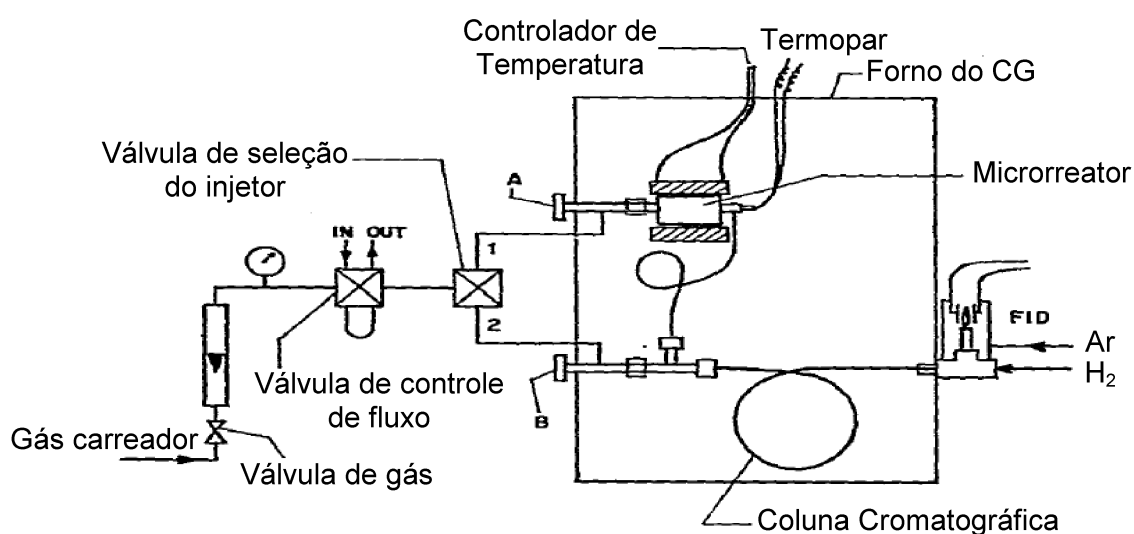 Controlador de
Temperatura
Termopar
Forno do CG
Válvula de seleção
do injetor
Microrreator
A
IN OUT
1
2
FID
Ar
H₂
Válvula de controle
de fluxo
B
Gás carreador
Válvula de gás
Coluna Cromatográfica